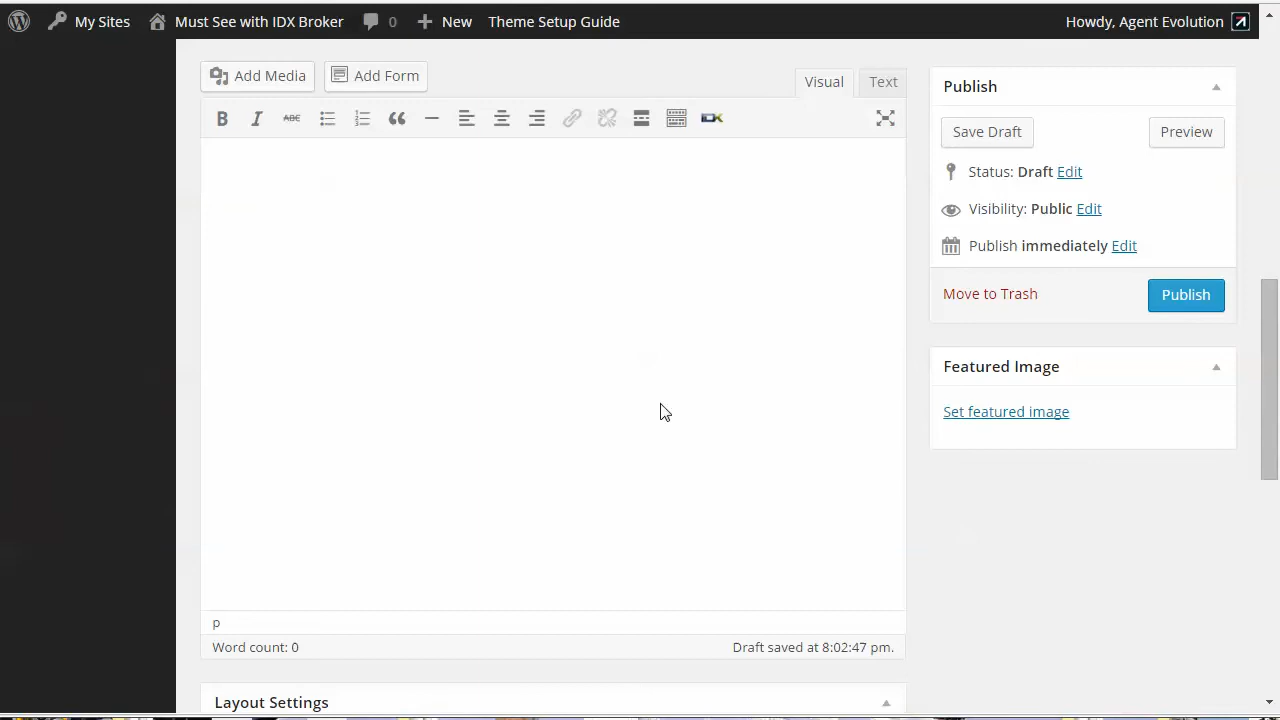 My Sites Must See with IDX Broker 0 New Theme Setup Guide Howdy, Agent Evolution
Add Media Add Form
Visual Text
B I ABC IDX
p
Word count: 0 Draft saved at 8:02:47 pm.
Layout Settings
Publish
Save Draft Preview
Status: Draft Edit
Visibility: Public Edit
Publish immediately Edit
Move to Trash Publish
Featured Image
Set featured image